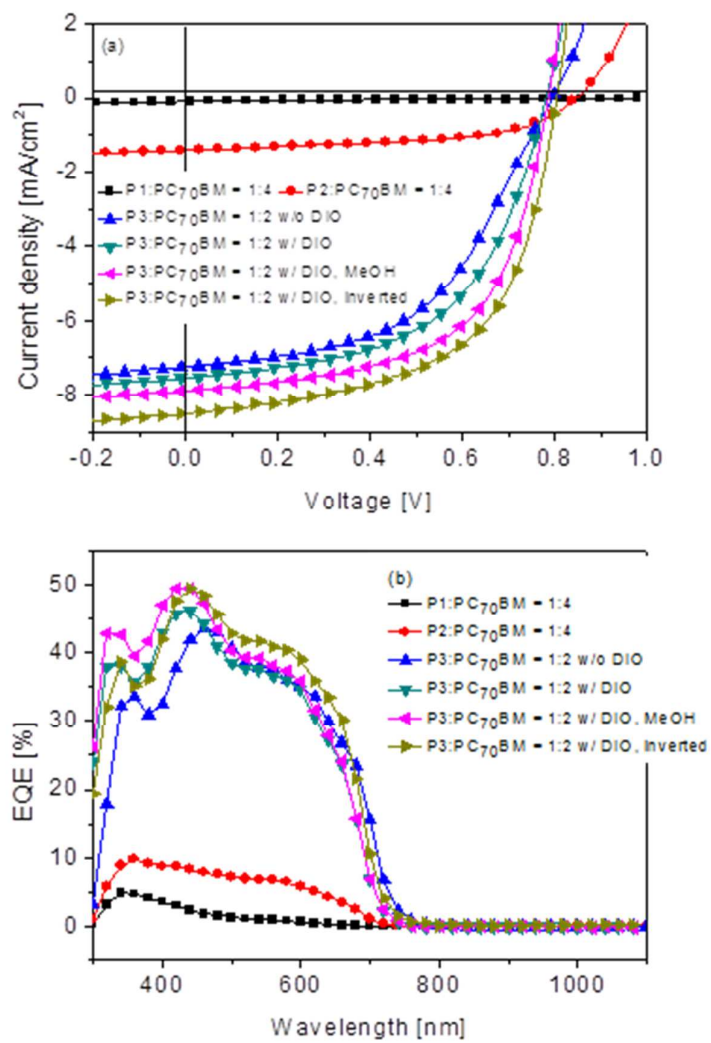 (a)
2
0
-2
-4
-6
-8
Current density [mA/cm²]
P1:PC₇₀BM = 1:4 P2:PC₇₀BM = 1:4
P3:PC₇₀BM = 1:2 w/o DIO
P3:PC₇₀BM = 1:2 w/ DIO
P3:PC₇₀BM = 1:2 w/ DIO, MeOH
P3:PC₇₀BM = 1:2 w/ DIO, Inverted
-0.2 0.0 0.2 0.4 0.6 0.8 1.0
Voltage [V]
(b)
50
40
30
20
10
0
EQE [%]
P1:PC₇₀BM = 1:4
P2:PC₇₀BM = 1:4
P3:PC₇₀BM = 1:2 w/o DIO
P3:PC₇₀BM = 1:2 w/ DIO
P3:PC₇₀BM = 1:2 w/ DIO, MeOH
P3:PC₇₀BM = 1:2 w/ DIO, Inverted
400 600 800 1000
Wavelength [nm]